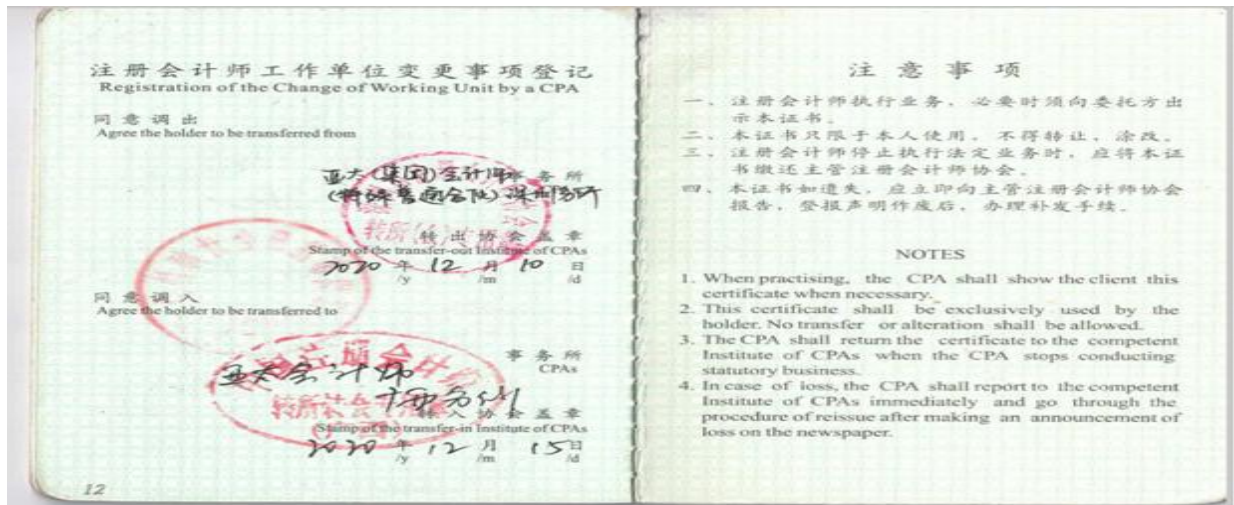 注册会计师工作单位变更事项登记
Registration of the Change of Working Unit by a CPA
同意调出
Agree the holder to be transferred from
亚太(集团)会计师事务所
(特殊普通合伙)深圳分所
转出协会盖章
Stamp of the transfer-out Institute of CPAs
2020 年 12 月 10 日
/y /m /d
同意调入
Agree the holder to be transferred to
事务所
CPAs
亚太会计师
转入协会盖章
Stamp of the transfer-in Institute of CPAs
2020 年 12 月 15 日
/y /m /d
12
注意事项
一、注册会计师执行业务，必要时须向委托方出
示本证书。
二、本证书只限于本人使用，不得转让、涂改。
三、注册会计师停止执行法定业务时，应将本证
书缴还主管注册会计师协会。
四、本证书如遗失，应立即向主管注册会计师协会
报告，登报声明作废后，办理补发手续。
NOTES
1. When practising, the CPA shall show the client this
certificate when necessary.
2. This certificate shall be exclusively used by the
holder. No transfer or alteration shall be allowed.
3. The CPA shall return the certificate to the competent
Institute of CPAs when the CPA stops conducting
statutory business.
4. In case of loss, the CPA shall report to the competent
Institute of CPAs immediately and go through the
procedure of reissue after making an announcement of
loss on the newspaper.